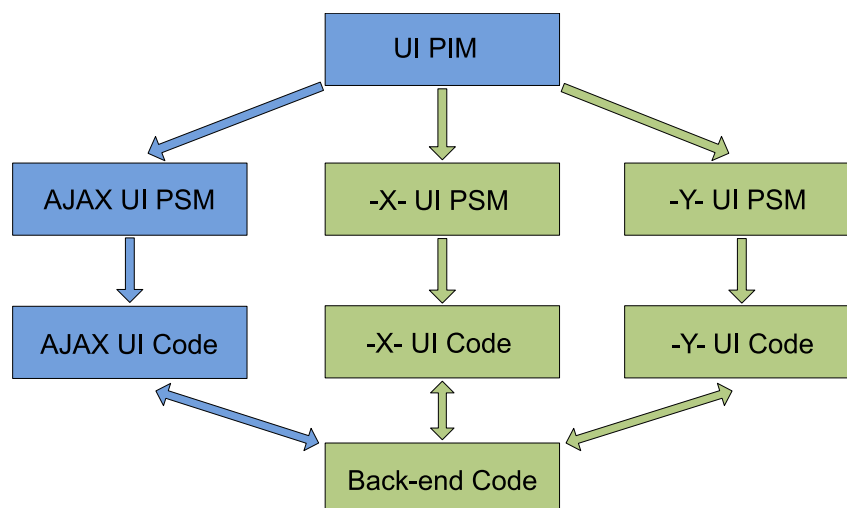 UI PIM
AJAX UI PSM
-X- UI PSM
-Y- UI PSM
AJAX UI Code
-X- UI Code
-Y- UI Code
Back-end Code